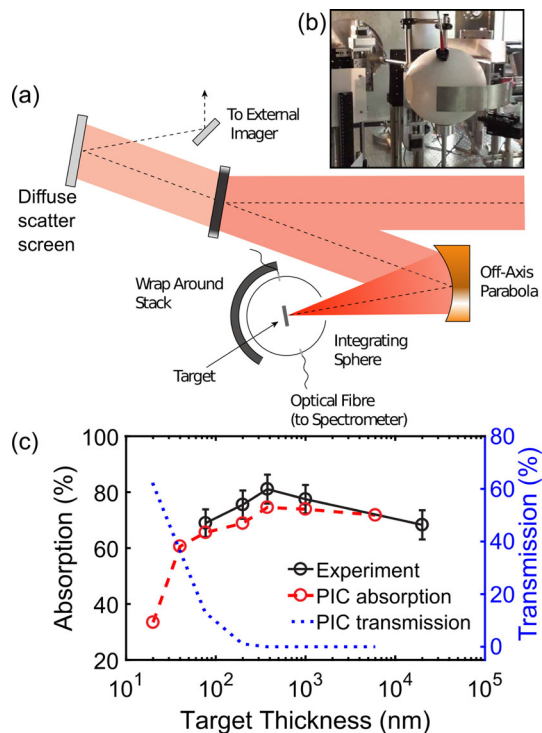 (b)
(a)
To External
Imager
Diffuse
scatter
screen
Wrap Around
Stack
Off-Axis
Parabola
Integrating
Sphere
Target
Optical Fibre
(to Spectrometer)
(c)
100
80
60
40
20
Absorption (%)
80
60
40
20
0
Transmission (%)
Experiment
PIC absorption
PIC transmission
10¹
10²
10³
10⁴
10⁵
Target Thickness (nm)